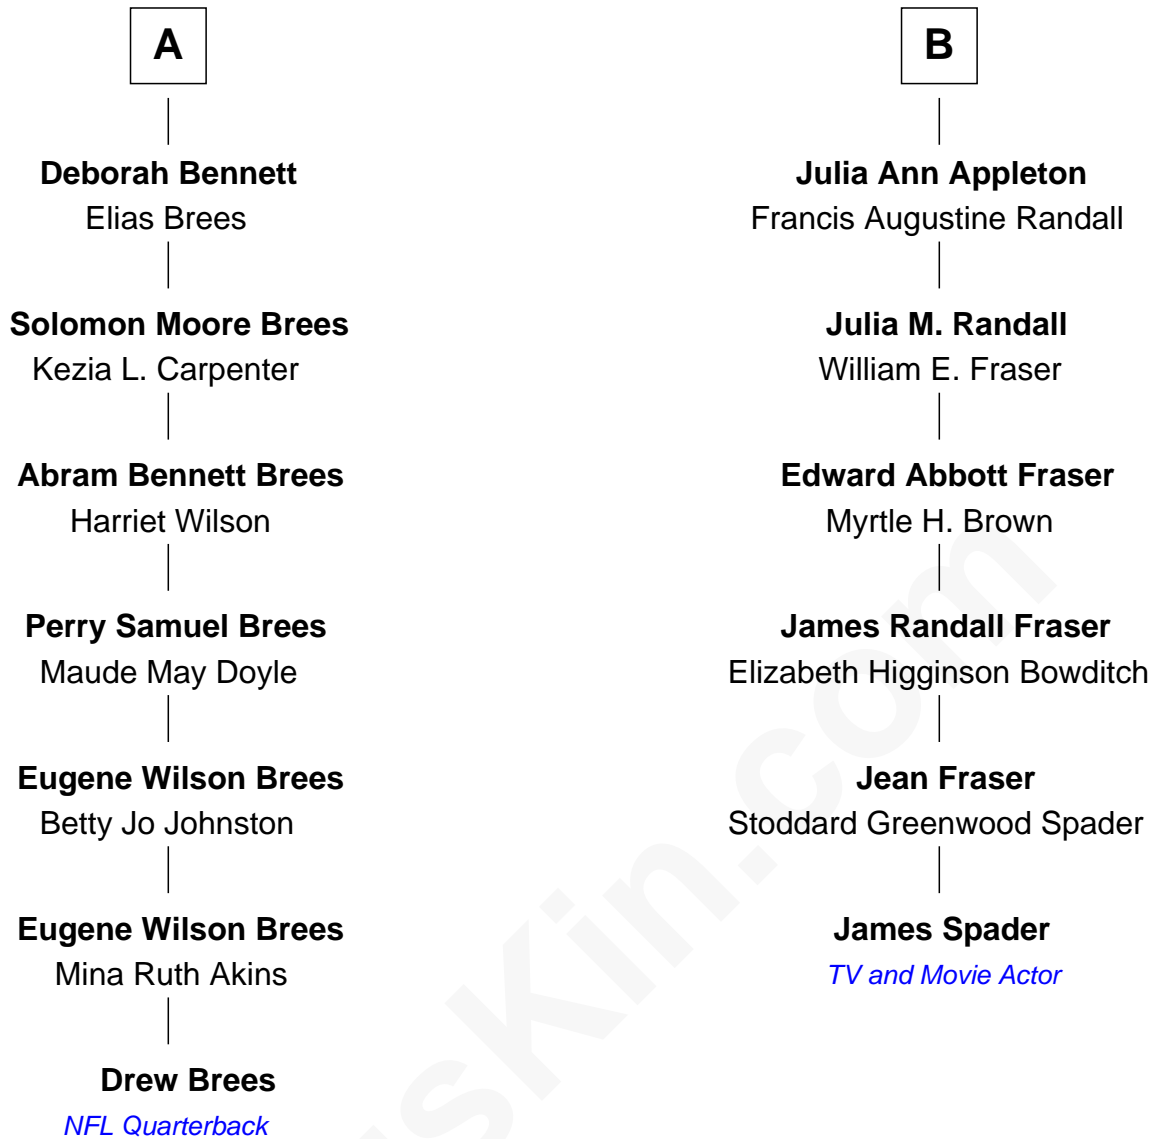 A
Deborah Bennett
Elias Brees
Solomon Moore Brees
Kezia L. Carpenter
Abram Bennett Brees
Harriet Wilson
Perry Samuel Brees
Maude May Doyle
Eugene Wilson Brees
Betty Jo Johnston
Eugene Wilson Brees
Mina Ruth Akins
Drew Brees
NFL Quarterback
B
Julia Ann Appleton
Francis Augustine Randall
Julia M. Randall
William E. Fraser
Edward Abbott Fraser
Myrtle H. Brown
James Randall Fraser
Elizabeth Higginson Bowditch
Jean Fraser
Stoddard Greenwood Spader
James Spader
TV and Movie Actor